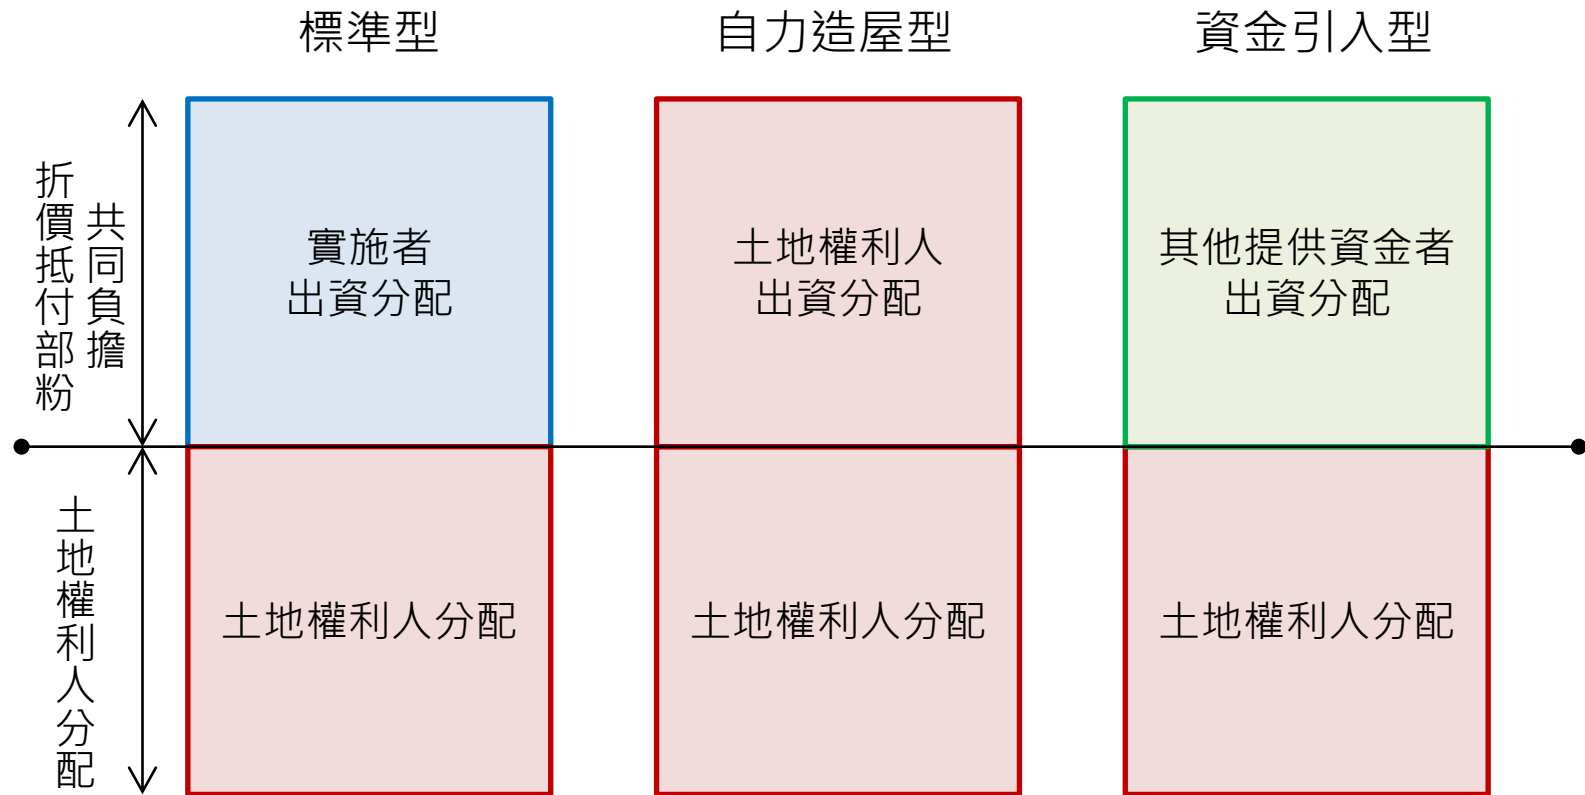 標準型
自力造屋型
資金引入型
共同負擔
折價抵付部粉
實施者
出資分配
土地權利人
出資分配
其他提供資金者
出資分配
土地權利人分配
土地權利人分配
土地權利人分配
土地權利人分配